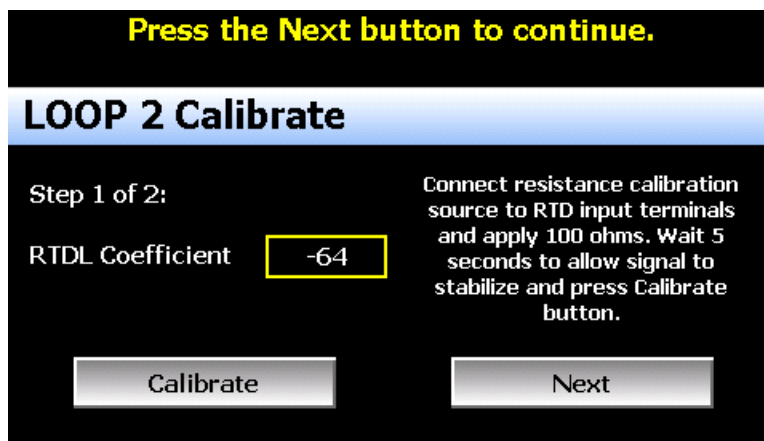 Press the Next button to continue.
LOOP 2 Calibrate
Step 1 of 2:
RTDL Coefficient -64
Connect resistance calibration
source to RTD input terminals
and apply 100 ohms. Wait 5
seconds to allow signal to
stabilize and press Calibrate
button.
Calibrate
Next